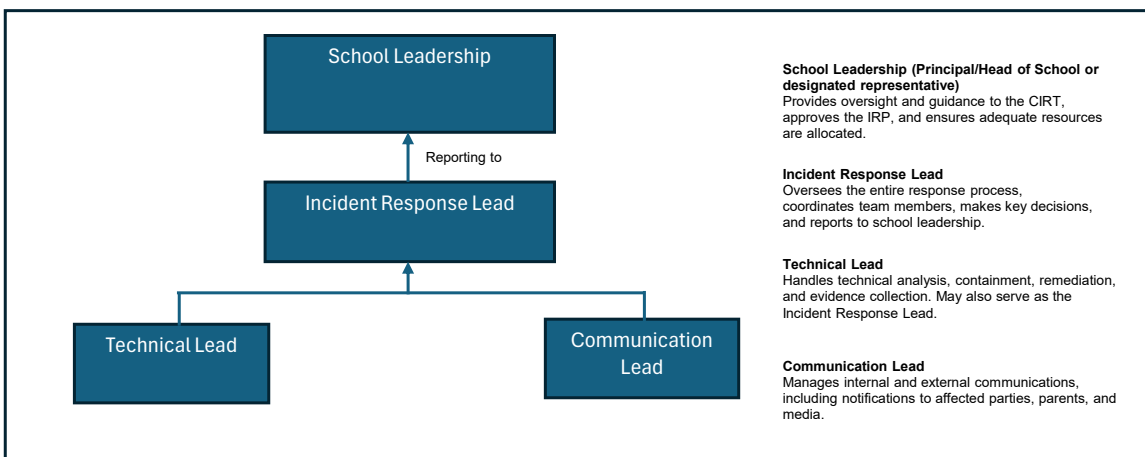 School Leadership
Reporting to
Incident Response Lead
Technical Lead
Communication
Lead
School Leadership (Principal/Head of School or
designated representative)
Provides oversight and guidance to the CIRT,
approves the IRP, and ensures adequate resources
are allocated.
Incident Response Lead
Oversees the entire response process,
coordinates team members, makes key decisions,
and reports to school leadership.
Technical Lead
Handles technical analysis, containment, remediation,
and evidence collection. May also serve as the
Incident Response Lead.
Communication Lead
Manages internal and external communications,
including notifications to affected parties, parents, and
media.